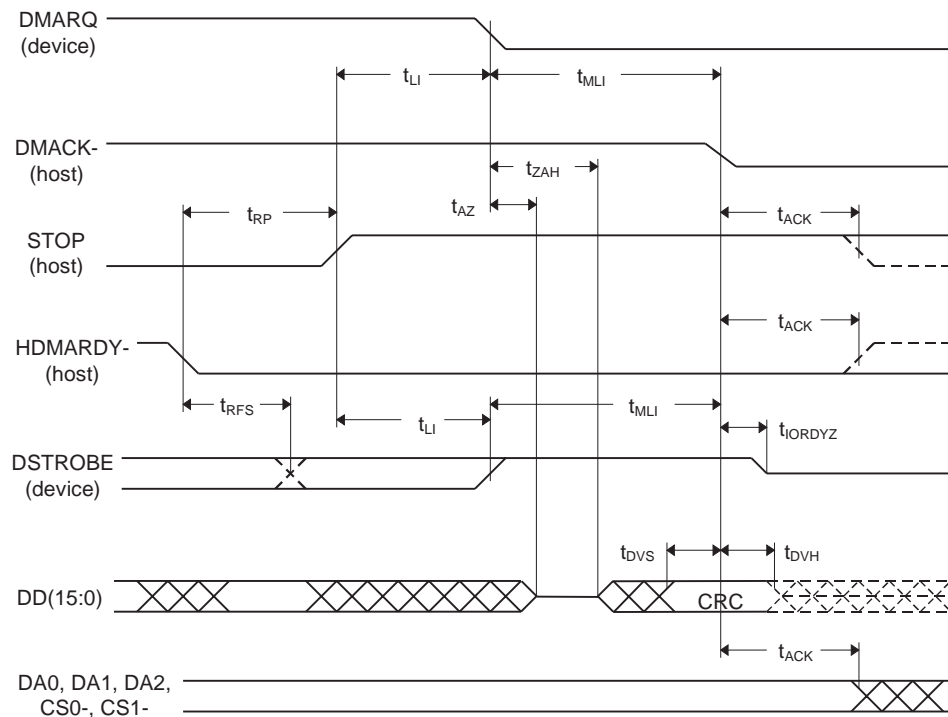 DMARQ
(device)
tLI
tMLI
DMACK-
(host)
tZAH
tAZ
tRP
tACK
STOP
(host)
tACK
HDMARDY-
(host)
tRFS
tLI
tMLI
tIORDYZ
DSTROBE
(device)
tDVS
tDVH
DD(15:0)
CRC
tACK
DA0, DA1, DA2,
CS0-, CS1-